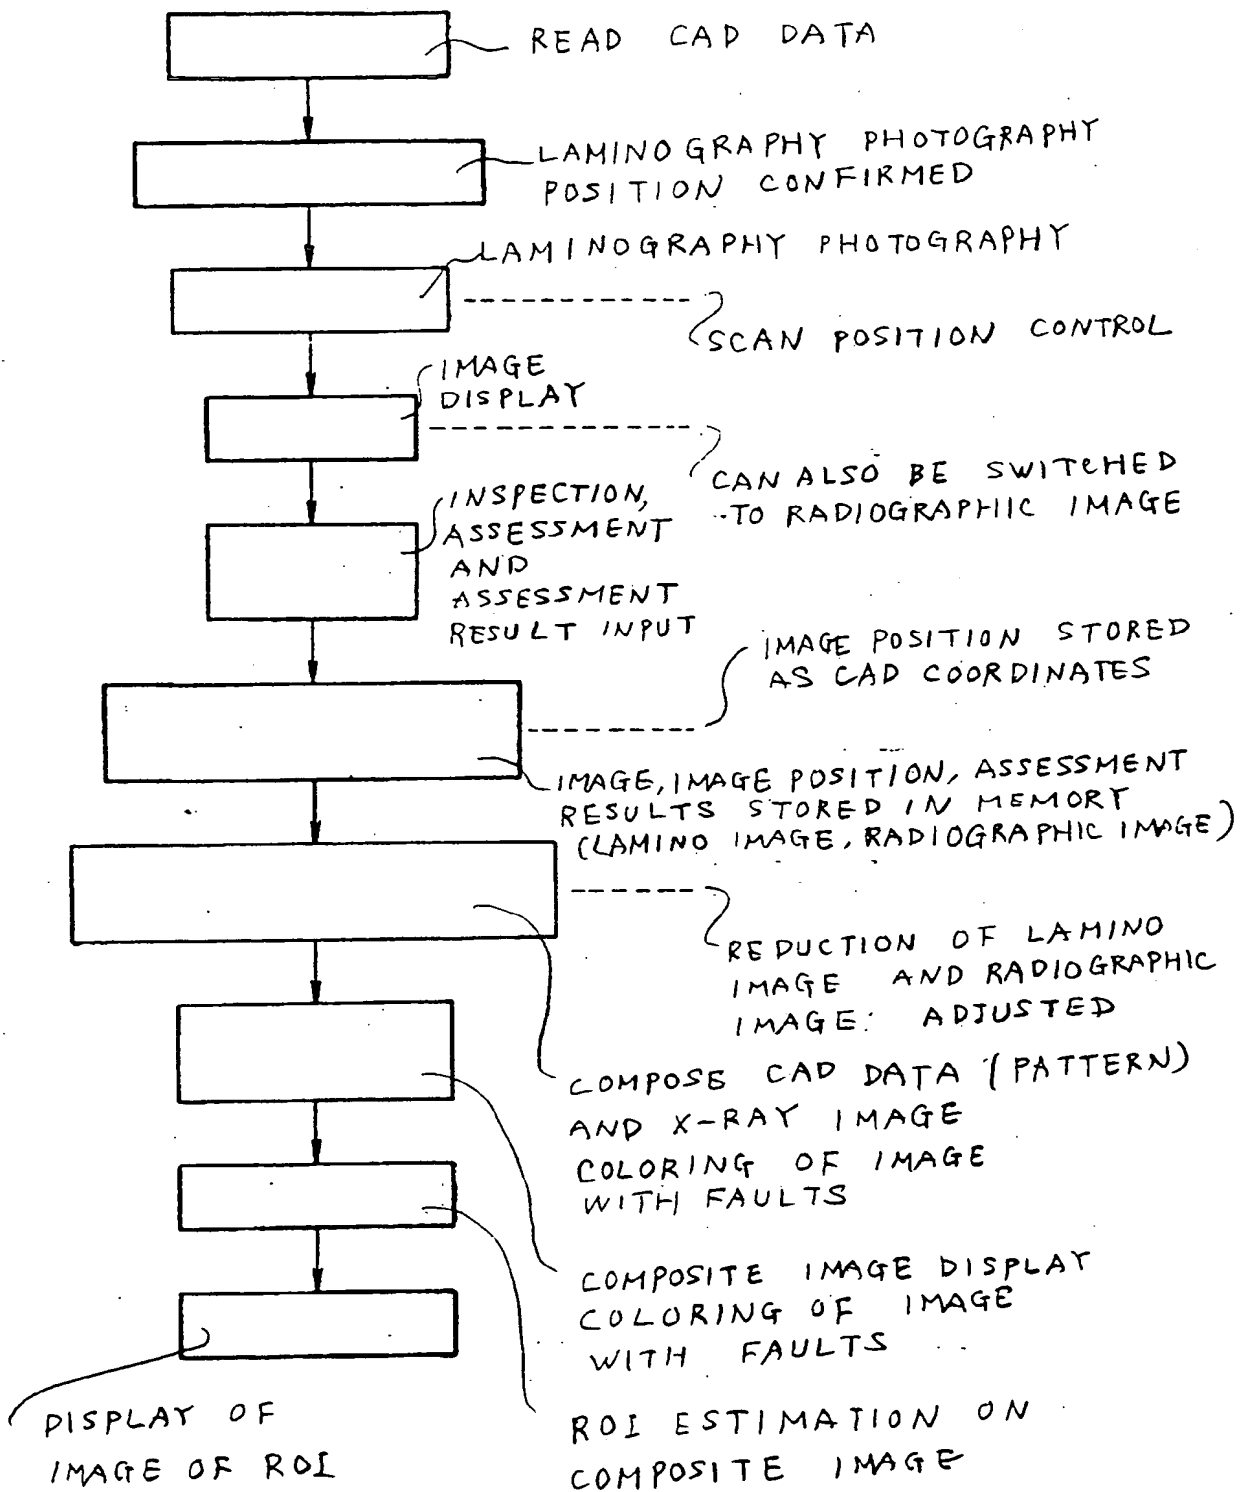 READ CAD DATA
LAMINOGRAPHY PHOTOGRAPHY
POSITION CONFIRMED
LAMINOGRAPHY PHOTOGRAPHY
SCAN POSITION CONTROL
IMAGE
DISPLAY
CAN ALSO BE SWITCHED
TO RADIOGRAPHIC IMAGE
INSPECTION,
ASSESSMENT
AND
ASSESSMENT
RESULT INPUT
IMAGE POSITION STORED
AS CAD COORDINATES
IMAGE, IMAGE POSITION, ASSESSMENT
RESULTS STORED IN MEMORY
(LAMINO IMAGE, RADIOGRAPHIC IMAGE)
REDUCTION OF LAMINO
IMAGE AND RADIOGRAPHIC
IMAGE: ADJUSTED
COMPOSE CAD DATA (PATTERN)
AND X-RAY IMAGE
COLORING OF IMAGE
WITH FAULTS
COMPOSITE IMAGE DISPLAY
COLORING OF IMAGE
WITH FAULTS
ROI ESTIMATION ON
COMPOSITE IMAGE
DISPLAY OF
IMAGE OF ROI